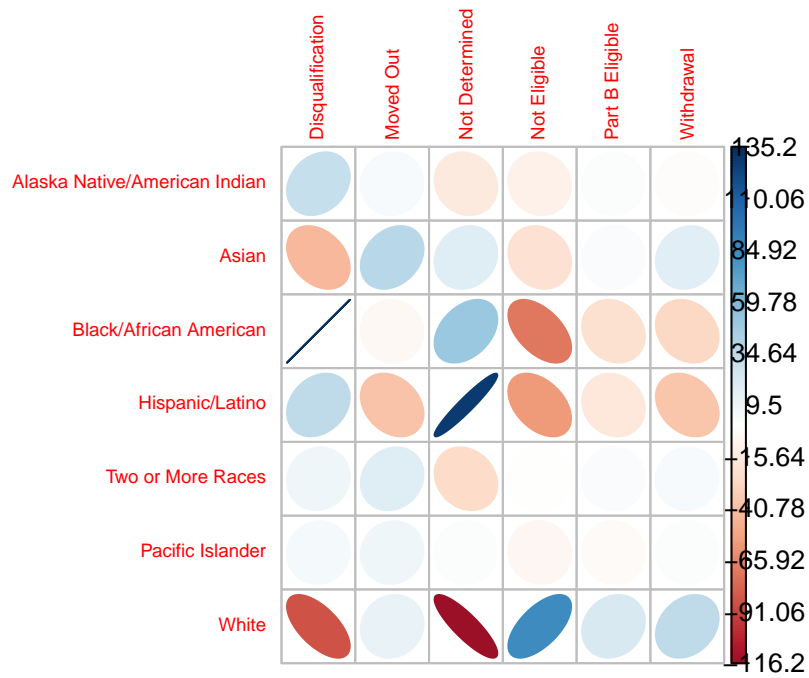 Disqualification
Moved Out
Not Determined
Not Eligible
Part B Eligible
Withdrawal
Alaska Native/American Indian
Asian
Black/African American
Hispanic/Latino
Two or More Races
Pacific Islander
White
135.2
110.06
84.92
59.78
34.64
9.5
-15.64
-40.78
-65.92
-91.06
-116.2